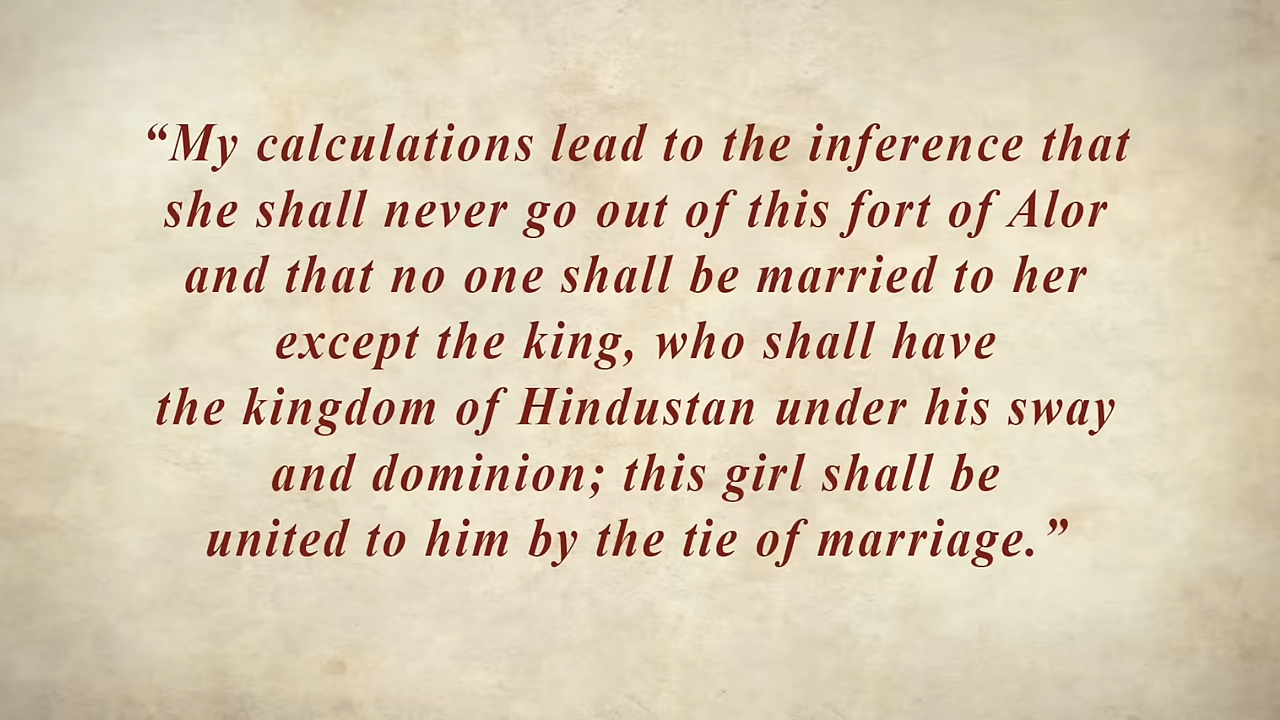 “My calculations lead to the inference that
she shall never go out of this fort of Alor
and that no one shall be married to her
except the king, who shall have
the kingdom of Hindustan under his sway
and dominion; this girl shall be
united to him by the tie of marriage.”